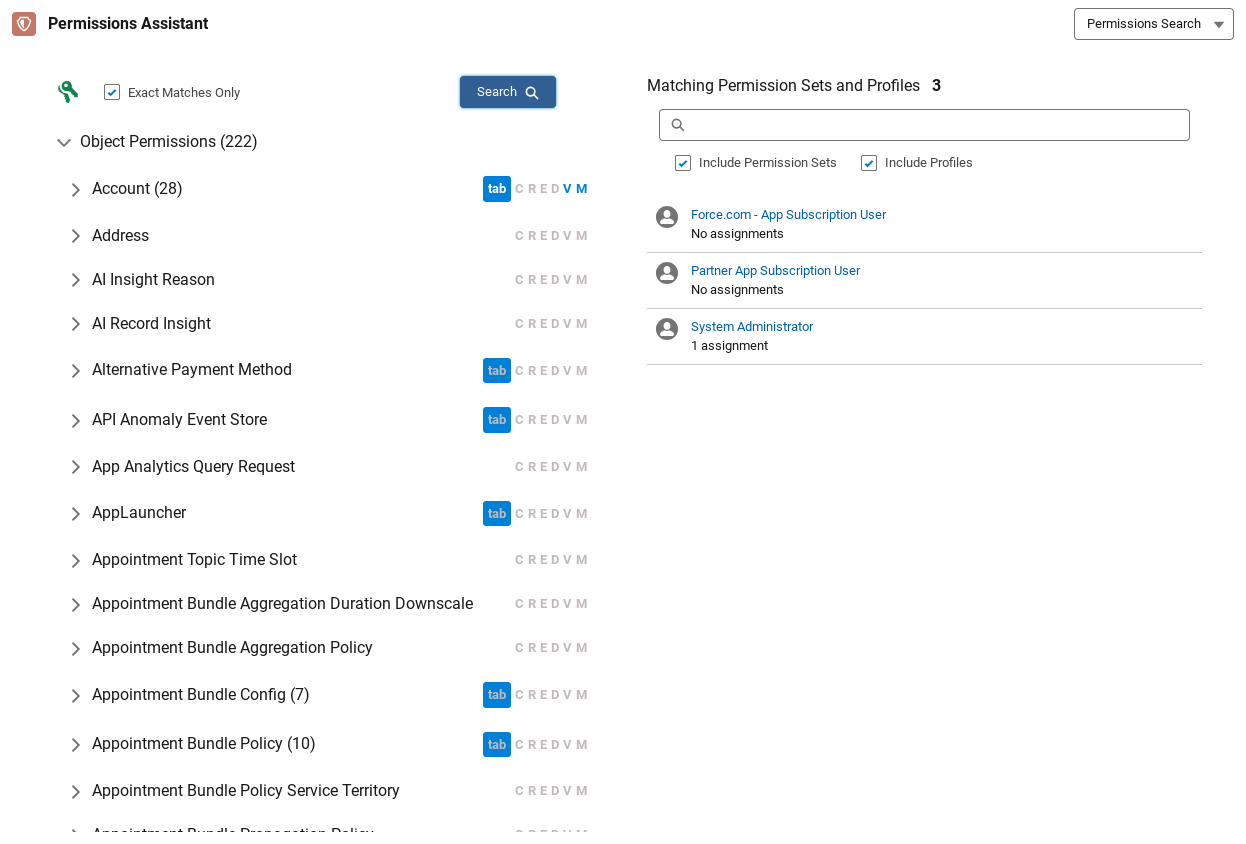 Permissions Assistant
Permissions Search
Exact Matches Only
Search
Object Permissions (222)
Account (28) tab C R E D V M
Address C R E D V M
AI Insight Reason C R E D V M
AI Record Insight C R E D V M
Alternative Payment Method tab C R E D V M
API Anomaly Event Store tab C R E D V M
App Analytics Query Request C R E D V M
AppLauncher tab C R E D V M
Appointment Topic Time Slot C R E D V M
Appointment Bundle Aggregation Duration Downscale C R E D V M
Appointment Bundle Aggregation Policy C R E D V M
Appointment Bundle Config (7) tab C R E D V M
Appointment Bundle Policy (10) tab C R E D V M
Appointment Bundle Policy Service Territory C R E D V M
Appointment Bundle Propagation Policy C R E D V M
Matching Permission Sets and Profiles 3
Include Permission Sets Include Profiles
Force.com - App Subscription User
No assignments
Partner App Subscription User
No assignments
System Administrator
1 assignment